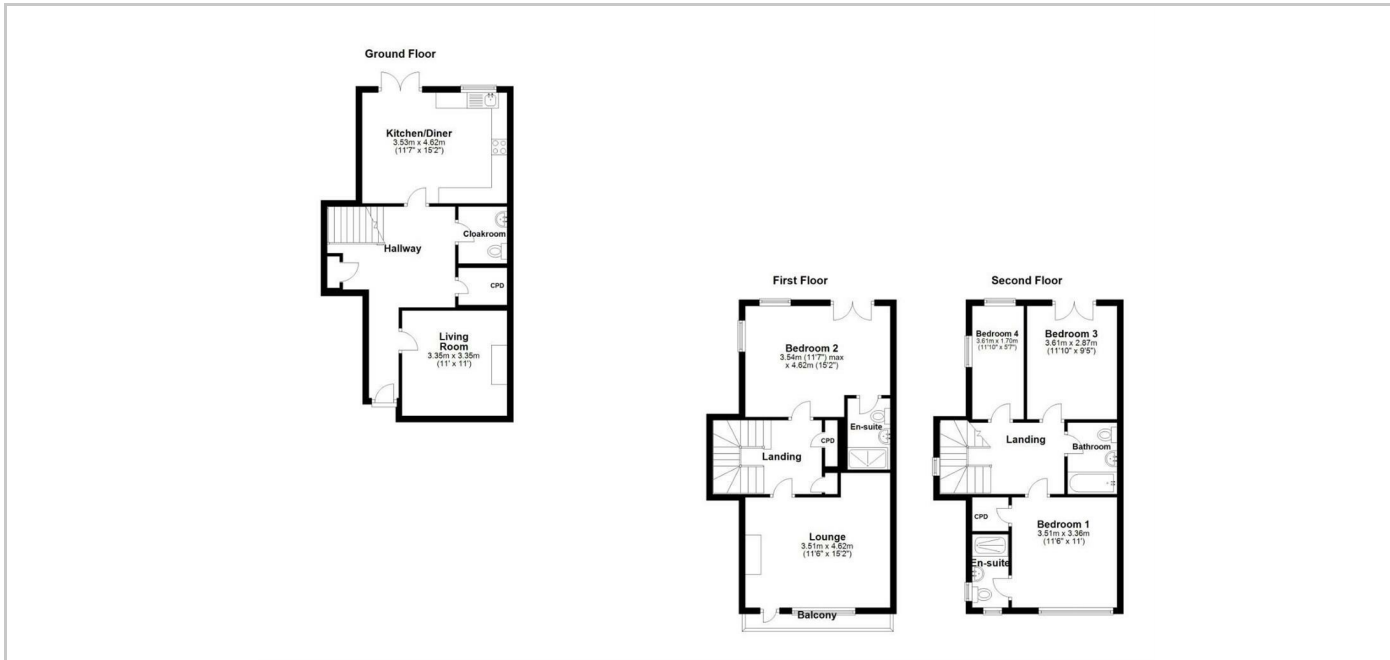 Ground Floor
Kitchen/Diner
3.53m x 4.62m
(11'7" x 15'2")
Cloakroom
Hallway
CPD
Living
Room
3.35m x 3.35m
(11' x 11')
First Floor
Bedroom 2
3.54m (11'7") max
x 4.62m (15'2")
En-suite
CPD
Landing
Lounge
3.51m x 4.62m
(11'6" x 15'2")
Balcony
Second Floor
Bedroom 4
3.61m x 1.70m
(11'10" x 5'7")
Bedroom 3
3.61m x 2.87m
(11'10" x 9'5")
Landing
Bathroom
CPD
Bedroom 1
3.51m x 3.36m
(11'6" x 11')
En-suite